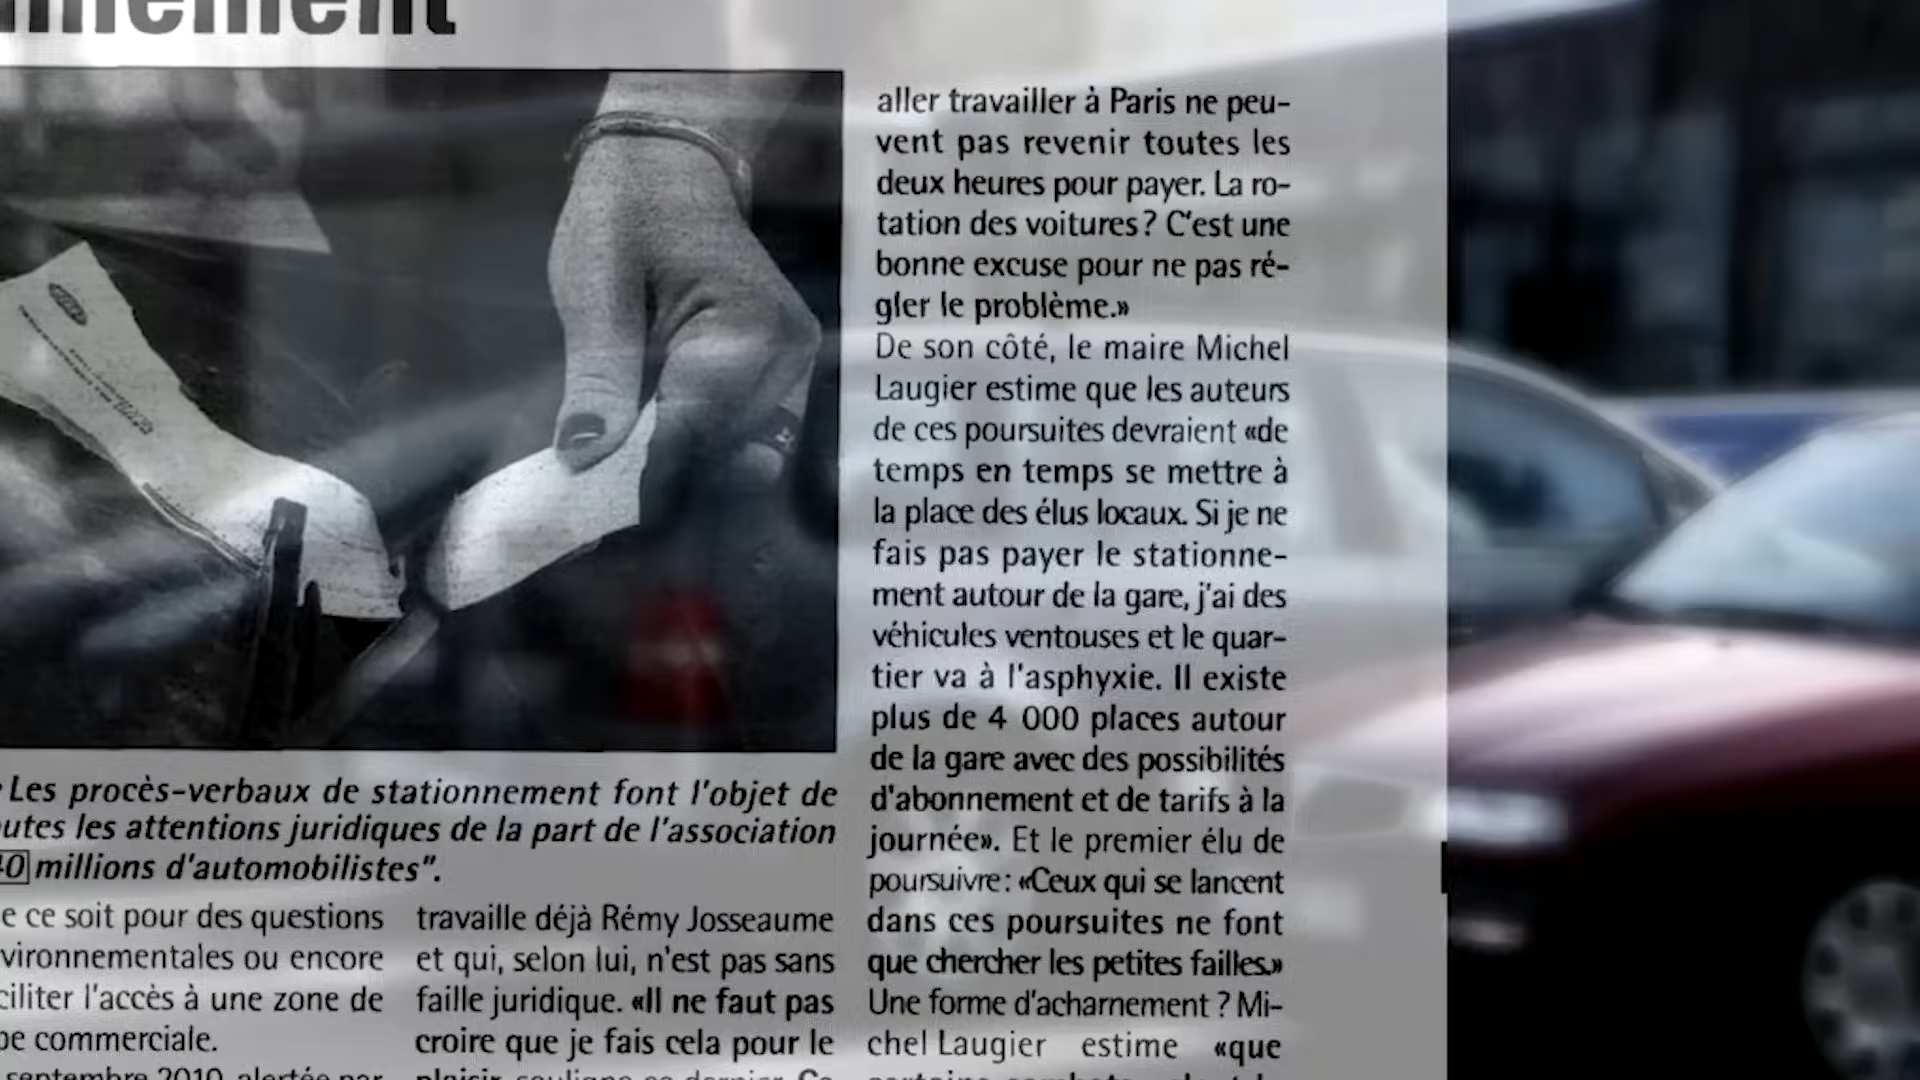 aller travailler à Paris ne peu-
vent pas revenir toutes les
deux heures pour payer. La ro-
tation des voitures? C'est une
bonne excuse pour ne pas ré-
gler le problème.»
De son côté, le maire Michel
Laugier estime que les auteurs
de ces poursuites devraient «de
temps en temps se mettre à
la place des élus locaux. Si je ne
fais pas payer le stationne-
ment autour de la gare, j'ai des
véhicules ventouses et le quar-
tier va à l'asphyxie. Il existe
plus de 4 000 places autour
de la gare avec des possibilités
d'abonnement et de tarifs à la
journée». Et le premier élu de
poursuivre: «Ceux qui se lancent
dans ces poursuites ne font
que chercher les petites failles.»
Une forme d'acharnement ? Mi-
chel Laugier estime «que
Les procès-verbaux de stationnement font l'objet de
utes les attentions juridiques de la part de l'association
40 millions d'automobilistes".
e ce soit pour des questions
vironnementales ou encore
ciliter l'accès à une zone de
pe commerciale.
septembre 2010, alertée par
travaille déjà Rémy Josseaume
et qui, selon lui, n'est pas sans
faille juridique. «Il ne faut pas
croire que je fais cela pour le